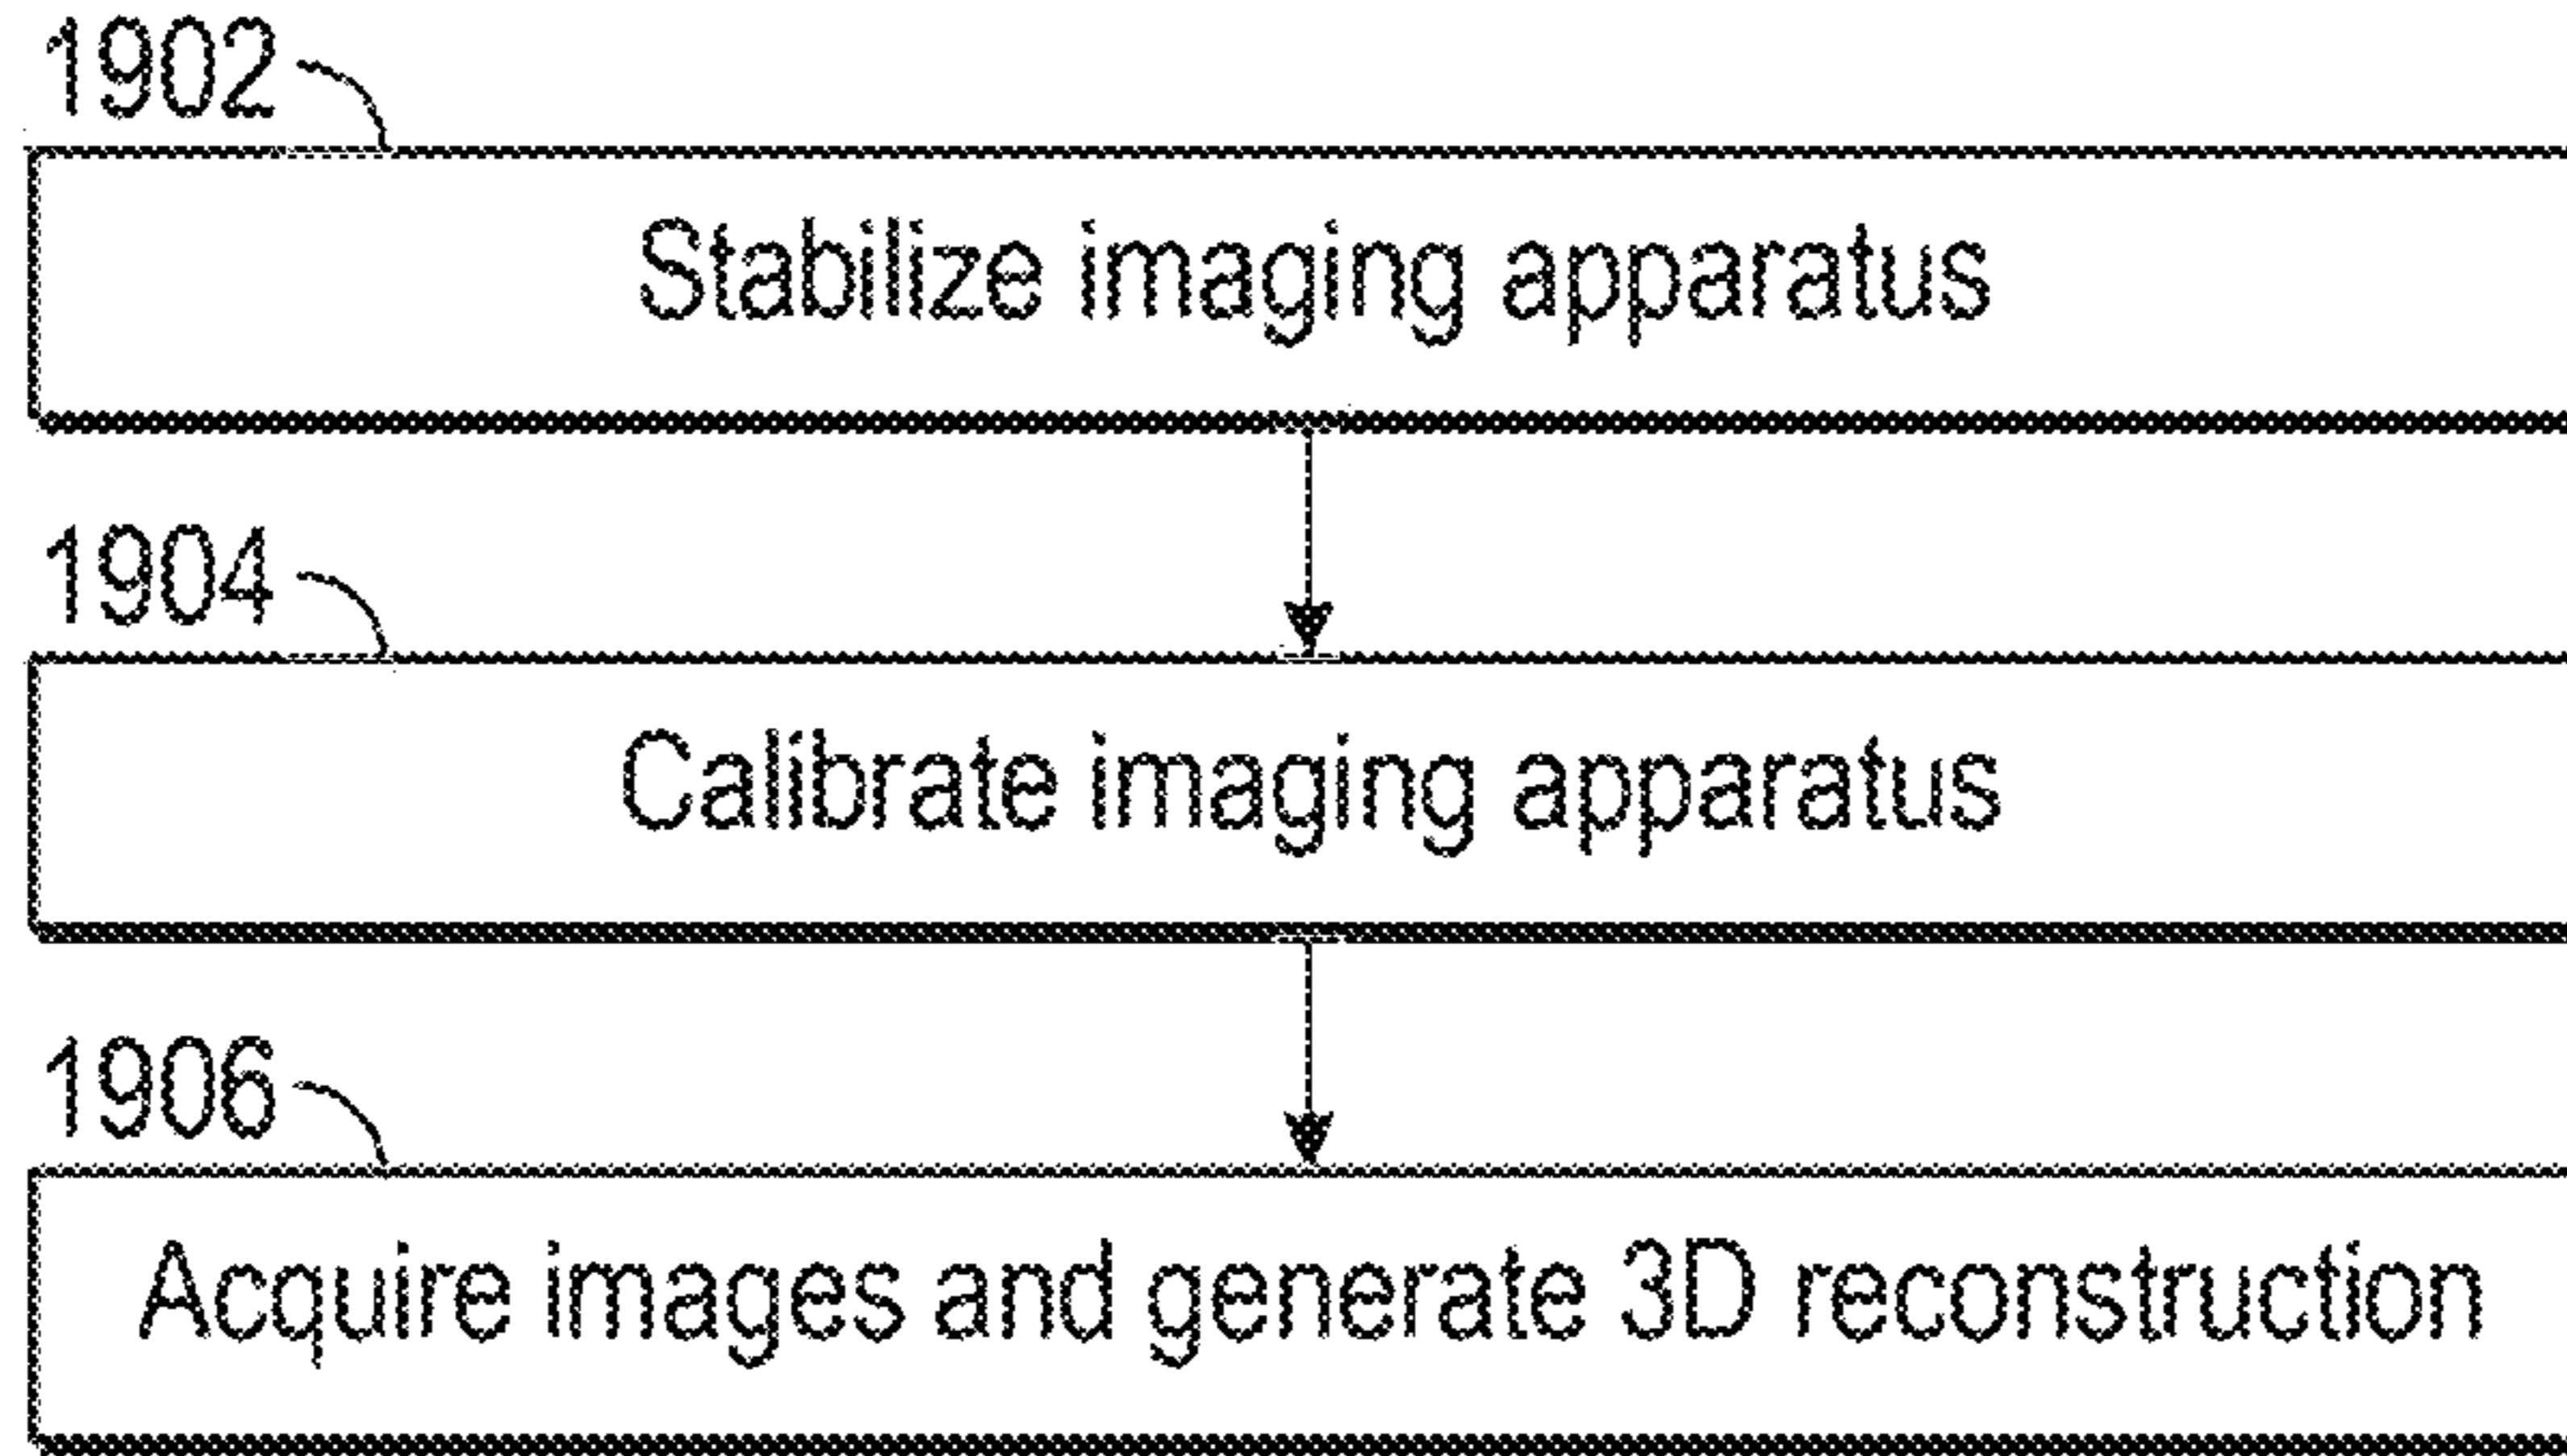 1902
Stabilize imaging apparatus
1904
Calibrate imaging apparatus
1906
Acquire images and generate 3D reconstruction